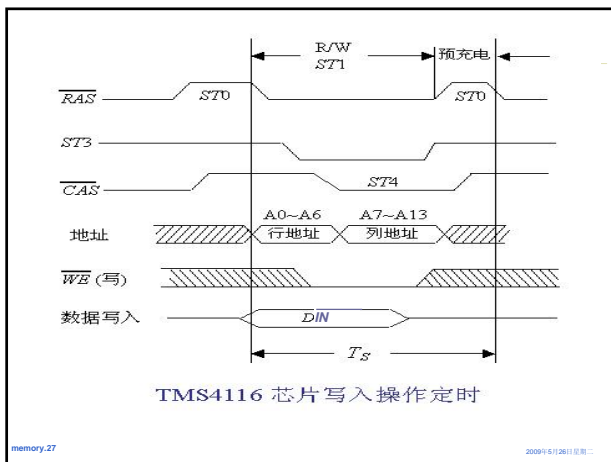 R/W 预充电
ST1
RAS ST0 ST0
ST3
CAS ST4
A0~A6 A7~A13
地址 行地址 列地址
WE (写)
数据写入 DIN
TS
TMS4116 芯片写入操作定时
memory.27 2009年5月26日星期二